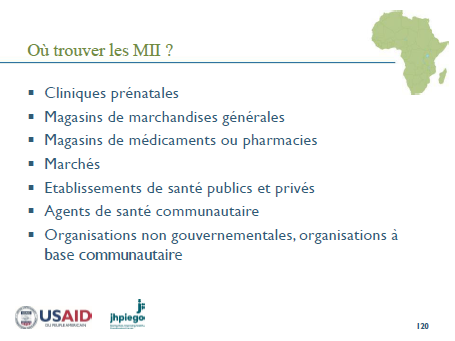 Où trouver les MII ?
▪ Cliniques prénatales
▪ Magasins de marchandises générales
▪ Magasins de médicaments ou pharmacies
▪ Marchés
▪ Etablissements de santé publics et privés
▪ Agents de santé communautaire
▪ Organisations non gouvernementales, organisations à
base communautaire
USAID
DU PEUPLE AMERICAIN
jhpiego
120